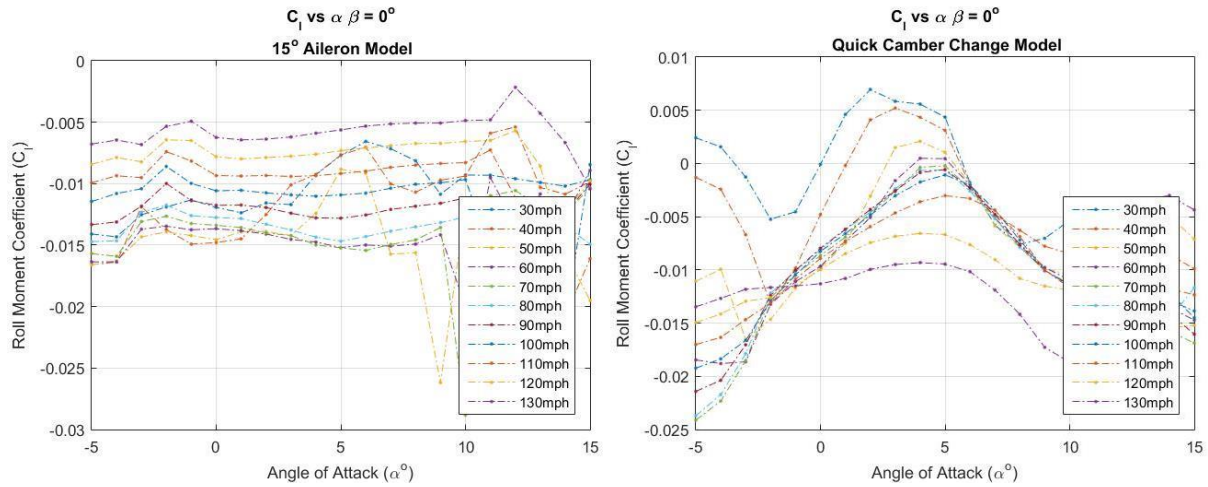 C_l vs α β = 0°
15° Aileron Model
0
-0.005
-0.01
-0.015
-0.02
-0.025
-0.03
Roll Moment Coefficient (C_l)
-5
0
5
10
15
Angle of Attack (α°)
30mph
40mph
50mph
60mph
70mph
80mph
90mph
100mph
110mph
120mph
130mph
C_l vs α β = 0°
Quick Camber Change Model
0.01
0.005
0
-0.005
-0.01
-0.015
-0.02
-0.025
Roll Moment Coefficient (C_l)
-5
0
5
10
15
Angle of Attack (α°)
30mph
40mph
50mph
60mph
70mph
80mph
90mph
100mph
110mph
120mph
130mph